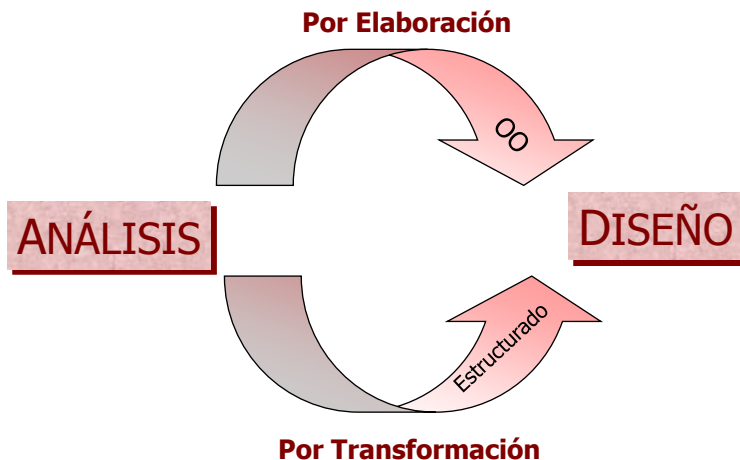 Por Elaboración
OO
ANÁLISIS
DISEÑO
Estructurado
Por Transformación